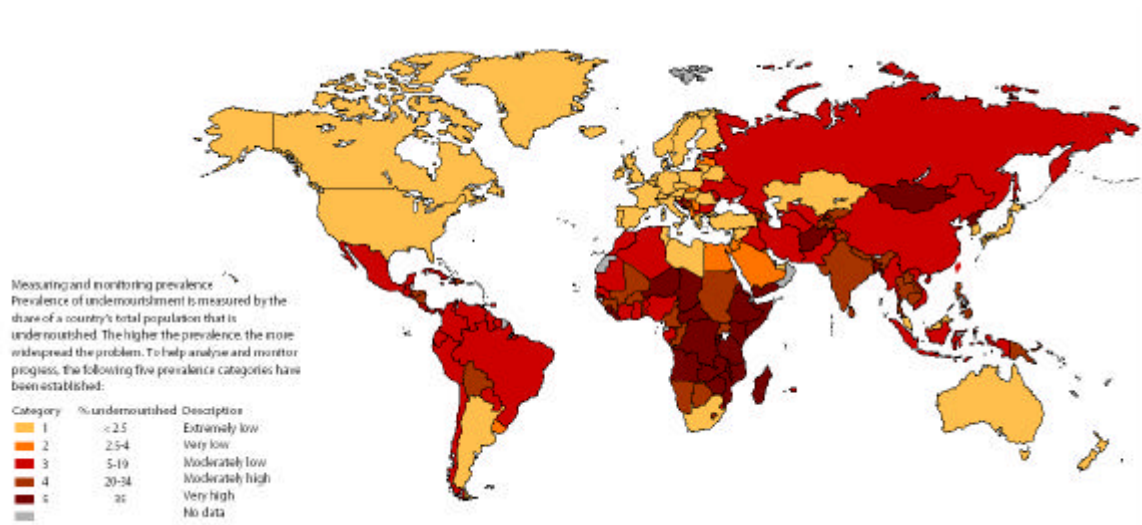 Measuring and monitoring prevalence
Prevalence of undernourishment is measured by the
share of a country's total population that is
undernourished. The higher the prevalence, the more
widespread the problem. To help analyse and monitor
progress, the following five prevalence categories have
been established:
Category % undernourished Description
1 < 2.5 Extremely low
2 2.5-4 Very low
3 5-19 Moderately low
4 20-34 Moderately high
5 35 Very high
No data